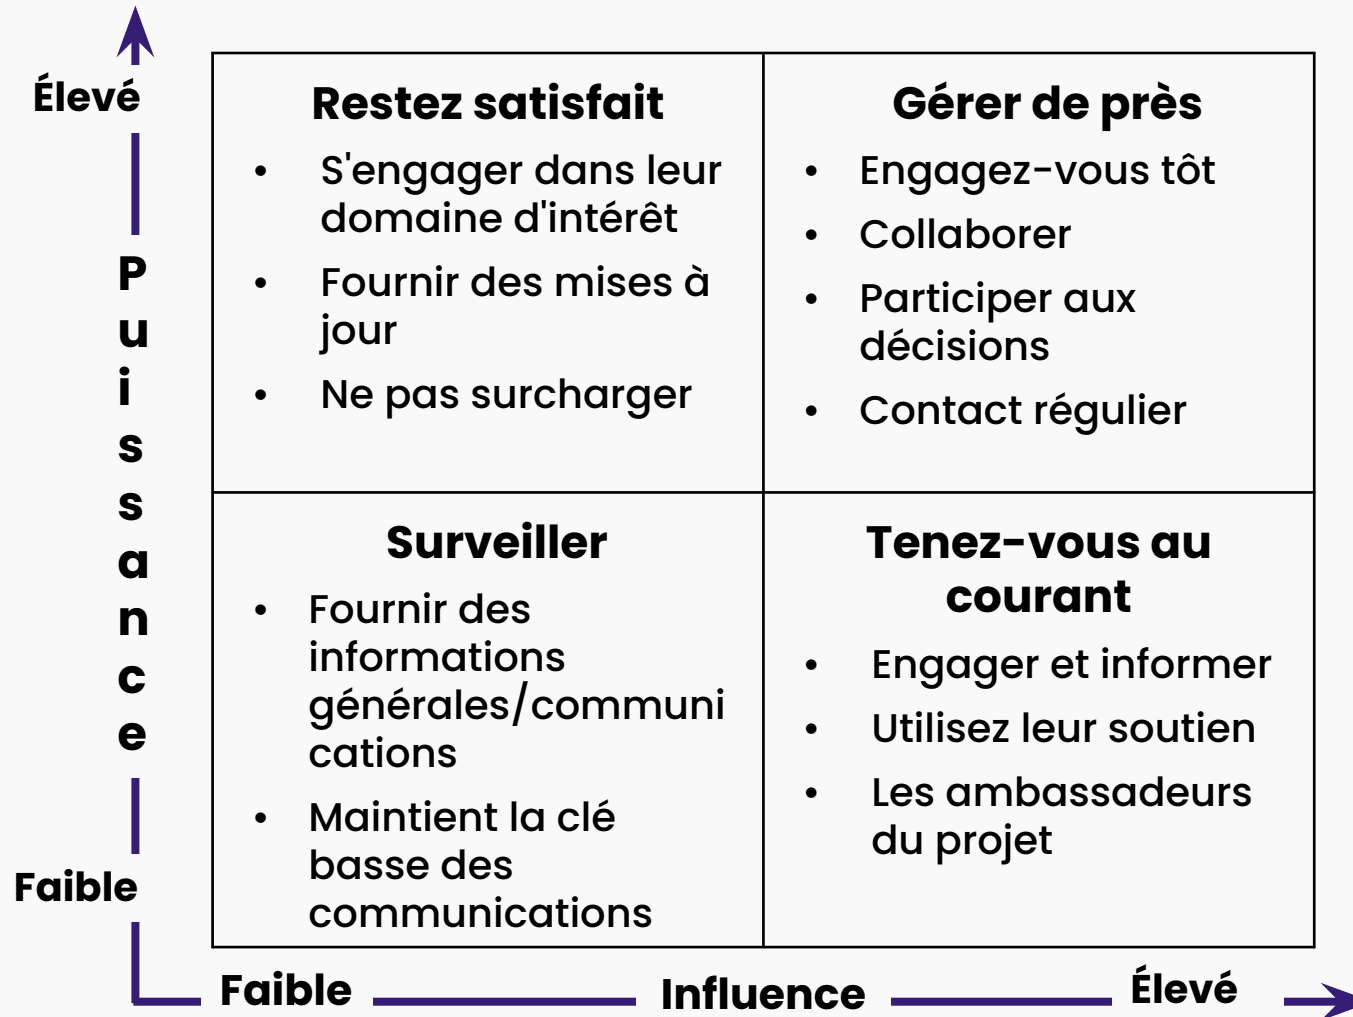 Élevé
Puissance
Faible
Restez satisfait
• S'engager dans leur
domaine d'intérêt
• Fournir des mises à
jour
• Ne pas surcharger
Gérer de près
• Engagez-vous tôt
• Collaborer
• Participer aux
décisions
• Contact régulier
Surveiller
• Fournir des
informations
générales/communi
cations
• Maintient la clé
basse des
communications
Tenez-vous au
courant
• Engager et informer
• Utilisez leur soutien
• Les ambassadeurs
du projet
Faible
Influence
Élevé